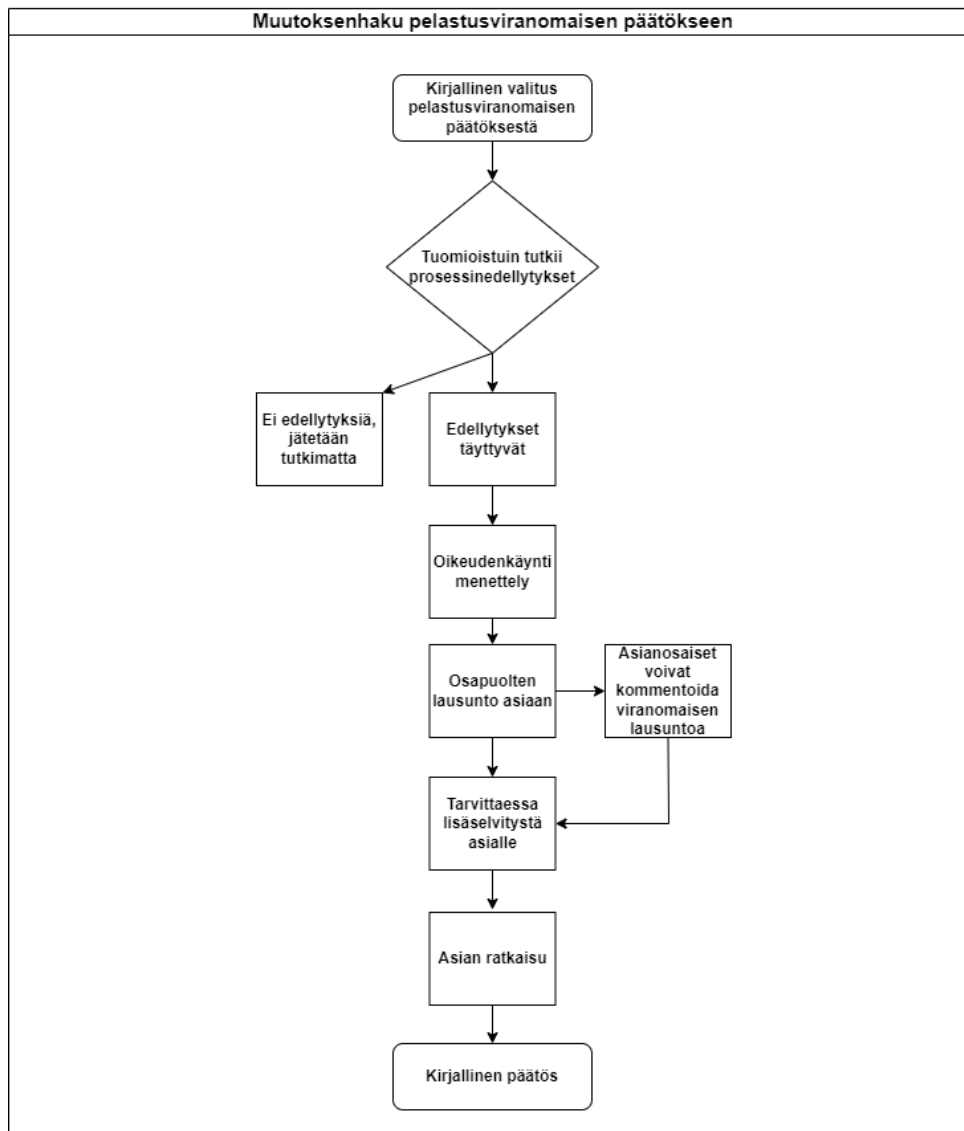 Muutoksenhaku pelastusviranomaisen päätökseen
Kirjallinen valitus
pelastusviranomaisen
päätöksestä
Tuomioistuin tutkii
prosessinedellytykset
Ei edellytyksiä,
jätetään
tutkimatta
Edellytykset
täyttyvät
Oikeudenkäynti
menettely
Osapuolten
lausunto asiaan
Asianosaiset
voivat
kommentoida
viranomaisen
lausuntoa
Tarvittaessa
lisäselvitystä
asialle
Asian ratkaisu
Kirjallinen päätös